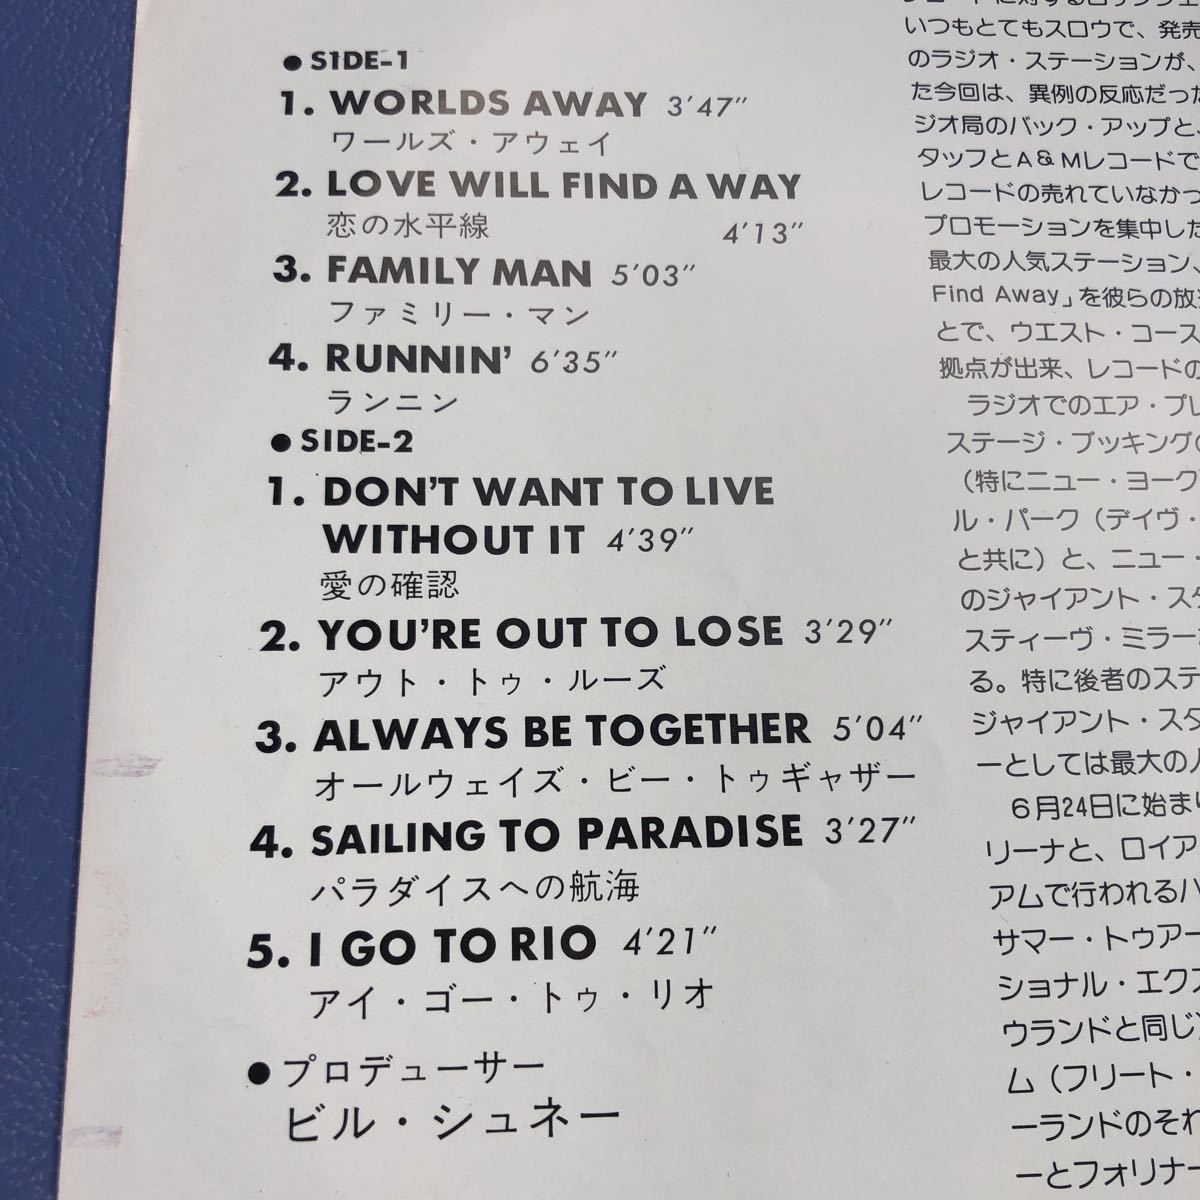 ● SIDE-1
1. WORLDS AWAY 3'47"
ワールズ・アウェイ
2. LOVE WILL FIND A WAY
恋の水平線 4'13"
3. FAMILY MAN 5'03"
ファミリー・マン
4. RUNNIN' 6'35"
ランニン
● SIDE-2
1. DON'T WANT TO LIVE
WITHOUT IT 4'39"
愛の確認
2. YOU'RE OUT TO LOSE 3'29"
アウト・トゥ・ルーズ
3. ALWAYS BE TOGETHER 5'04"
オールウェイズ・ビー・トゥギャザー
4. SAILING TO PARADISE 3'27"
パラダイスへの航海
5. I GO TO RIO 4'21"
アイ・ゴー・トゥ・リオ
● プロデューサー
ビル・シュネー
いつもとてもスロウで、発売
のラジオ・ステーションが、
た今回は、異例の反応だった
ジオ局のバック・アップと、
タッフとA&Mレコードで
レコードの売れていなかっ
プロモーションを集中した
最大の人気ステーション、
Find Away」を彼らの放
とで、ウエスト・コース
拠点が出来、レコードの
ラジオでのエア・プレ
ステージ・ブッキングの
(特にニュー・ヨーク
ル・パーク(デイヴ・
と共に)と、ニュー・
のジャイアント・スタ
スティーヴ・ミラー
る。特に後者のステ
ジャイアント・スタ
ーとしては最大の人
6月24日に始ま
リーナと、ロイア
アムで行われるハ
サマー・トゥアー
ショナル・エクス
ウランドと同じ
ム(フリート・
ーランドのそれ
ーとフォリナー